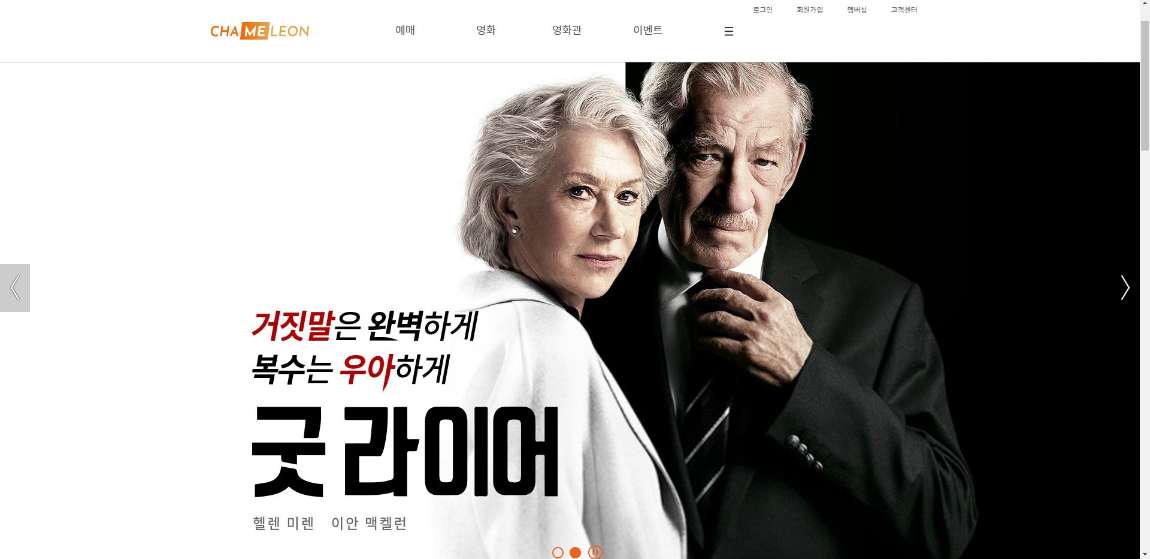 로그인 회원가입 멤버십 고객센터
CHAMELEON 예매 영화 영화관 이벤트
거짓말은 완벽하게
복수는 우아하게
굿 라이어
헬렌 미렌 이안 맥켈런